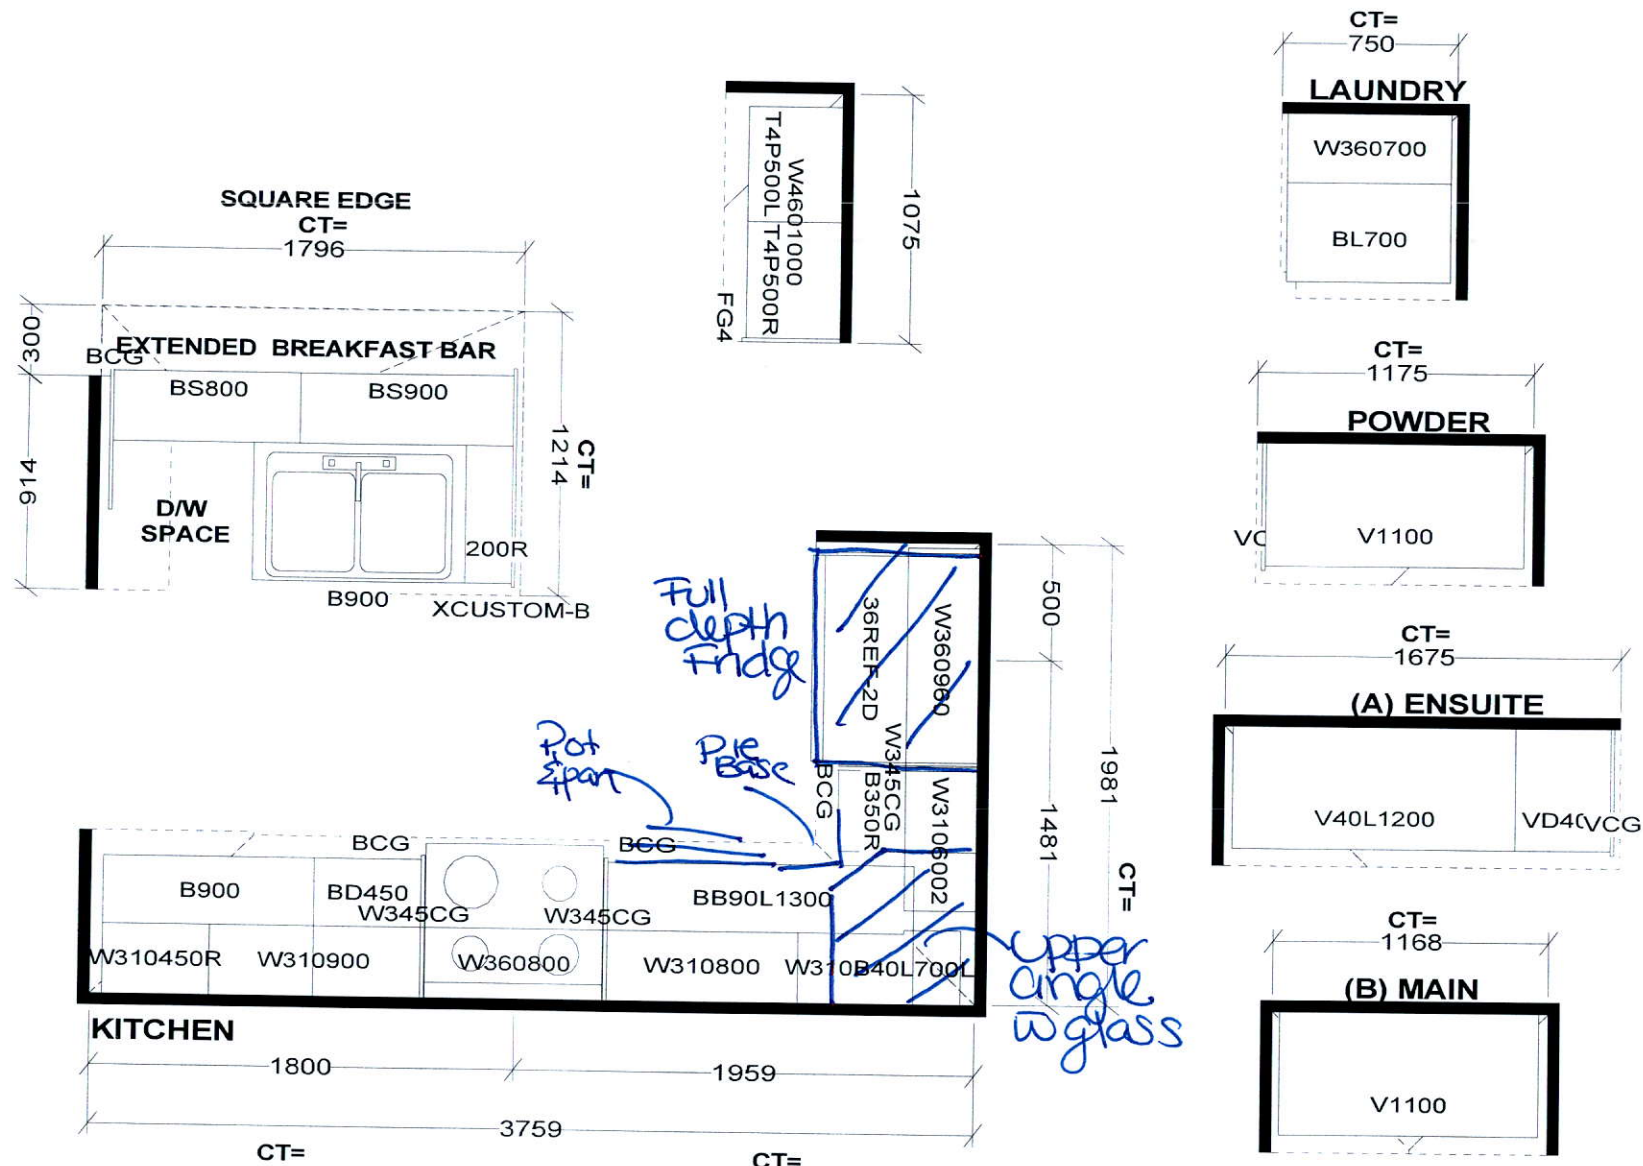 SQUARE EDGE
CT=
1796
300
914
BCG
EXTENDED BREAKFAST BAR
BS800
BS900
D/W
SPACE
200R
B900
XCUSTOM-B
CT=
1214
T4P500L T4P500R
W4601000
FG4
1075
CT=
750
LAUNDRY
W360700
BL700
CT=
1175
POWDER
VC
V1100
CT=
1675
(A) ENSUITE
V40L1200
VD40
VCG
CT=
1168
(B) MAIN
V1100
Full
depth
Fridge
36REF-2D
W360960
500
1981
1481
CT=
Pot
& pan
Pie
Base
BCG
W345CG
B350R
W3106002
BCG
BCG
B900
BD450
W345CG
W345CG
BB90L1300
W310450R
W310900
W360800
W310800
W310B40L700L
upper
angle
w glass
KITCHEN
1800
1959
3759
CT=
CT=